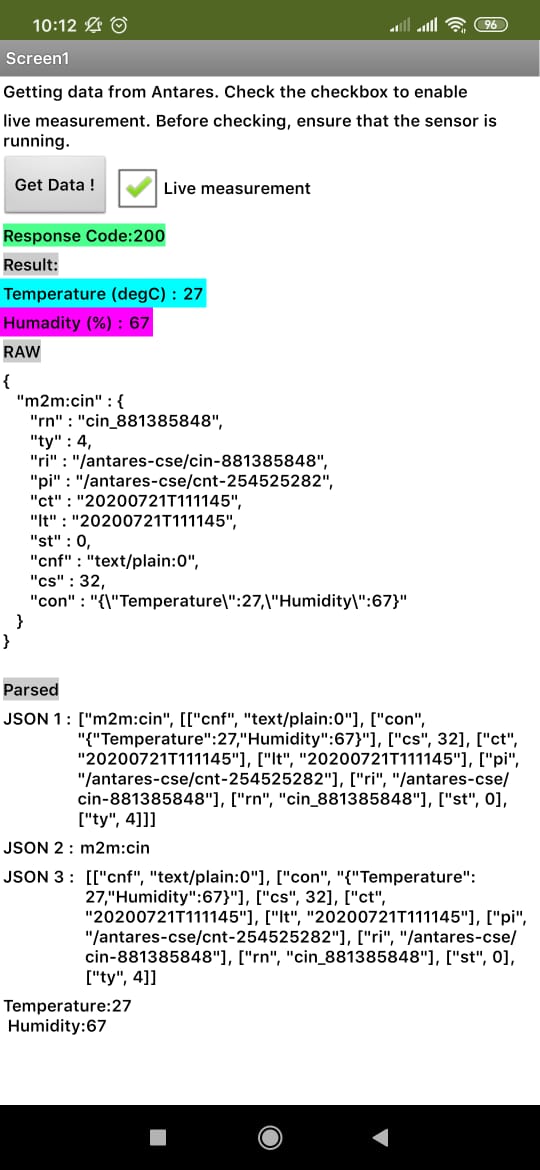 10:12 96
Screen1
Getting data from Antares. Check the checkbox to enable
live measurement. Before checking, ensure that the sensor is
running.
Get Data ! Live measurement
Response Code:200
Result:
Temperature (degC) : 27
Humadity (%) : 67
RAW
{
"m2m:cin" : {
"rn" : "cin_881385848",
"ty" : 4,
"ri" : "/antares-cse/cin-881385848",
"pi" : "/antares-cse/cnt-254525282",
"ct" : "20200721T111145",
"lt" : "20200721T111145",
"st" : 0,
"cnf" : "text/plain:0",
"cs" : 32,
"con" : "{\"Temperature\":27,\"Humidity\":67}"
}
}
Parsed
JSON 1 : ["m2m:cin", [["cnf", "text/plain:0"], ["con",
"{"Temperature":27,"Humidity":67}"], ["cs", 32], ["ct",
"20200721T111145"], ["lt", "20200721T111145"], ["pi",
"/antares-cse/cnt-254525282"], ["ri", "/antares-cse/
cin-881385848"], ["rn", "cin_881385848"], ["st", 0],
["ty", 4]]]
JSON 2 : m2m:cin
JSON 3 : [["cnf", "text/plain:0"], ["con", "{"Temperature":
27,"Humidity":67}"], ["cs", 32], ["ct",
"20200721T111145"], ["lt", "20200721T111145"], ["pi",
"/antares-cse/cnt-254525282"], ["ri", "/antares-cse/
cin-881385848"], ["rn", "cin_881385848"], ["st", 0],
["ty", 4]]
Temperature:27
Humidity:67